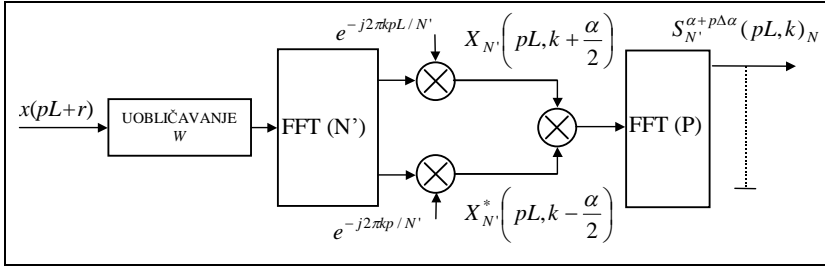 x(pL+r)
UOBLIČAVANJE
W
FFT (N’)
e^{-j2πkpL/N'}
X_{N'}(pL, k + α/2)
e^{-j2πkp/N'}
X^{*}_{N'}(pL, k − α/2)
FFT (P)
S_{N'}^{α+pΔα}(pL, k)_N